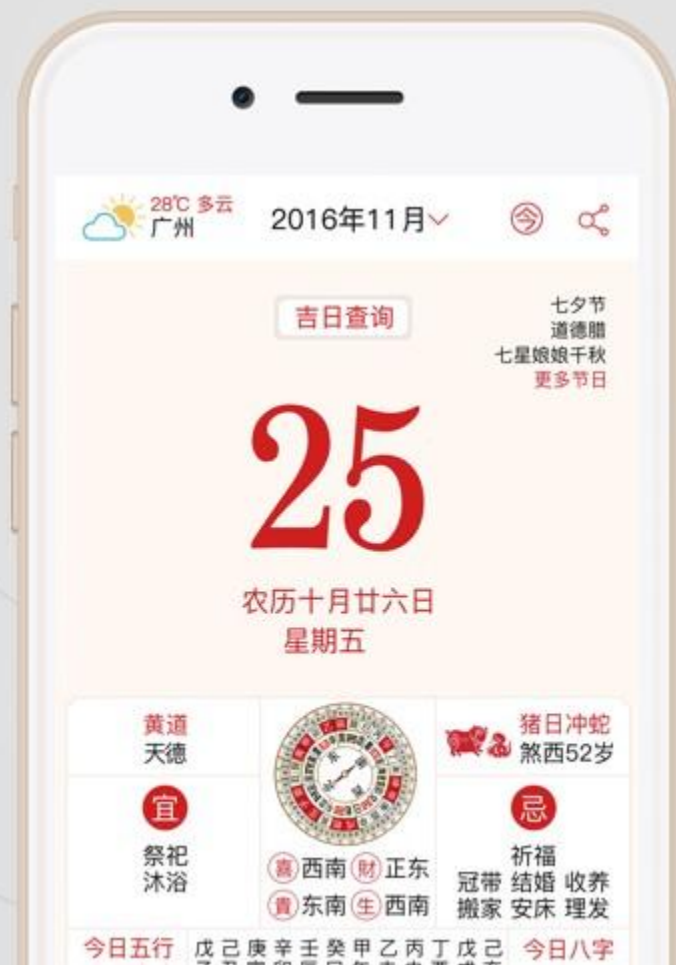 28℃ 多云
广州
2016年11月
今
吉日查询
七夕节
道德腊
七星娘娘千秋
更多节日
25
农历十月廿六日
星期五
黄道
天德
猪日冲蛇
煞西52岁
宜
祭祀
沐浴
喜 西南 財 正东
貴 东南 生 西南
忌
祈福
冠带 结婚 收养
搬家 安床 理发
今日五行
戊己庚辛壬癸甲乙丙丁戊己
今日八字